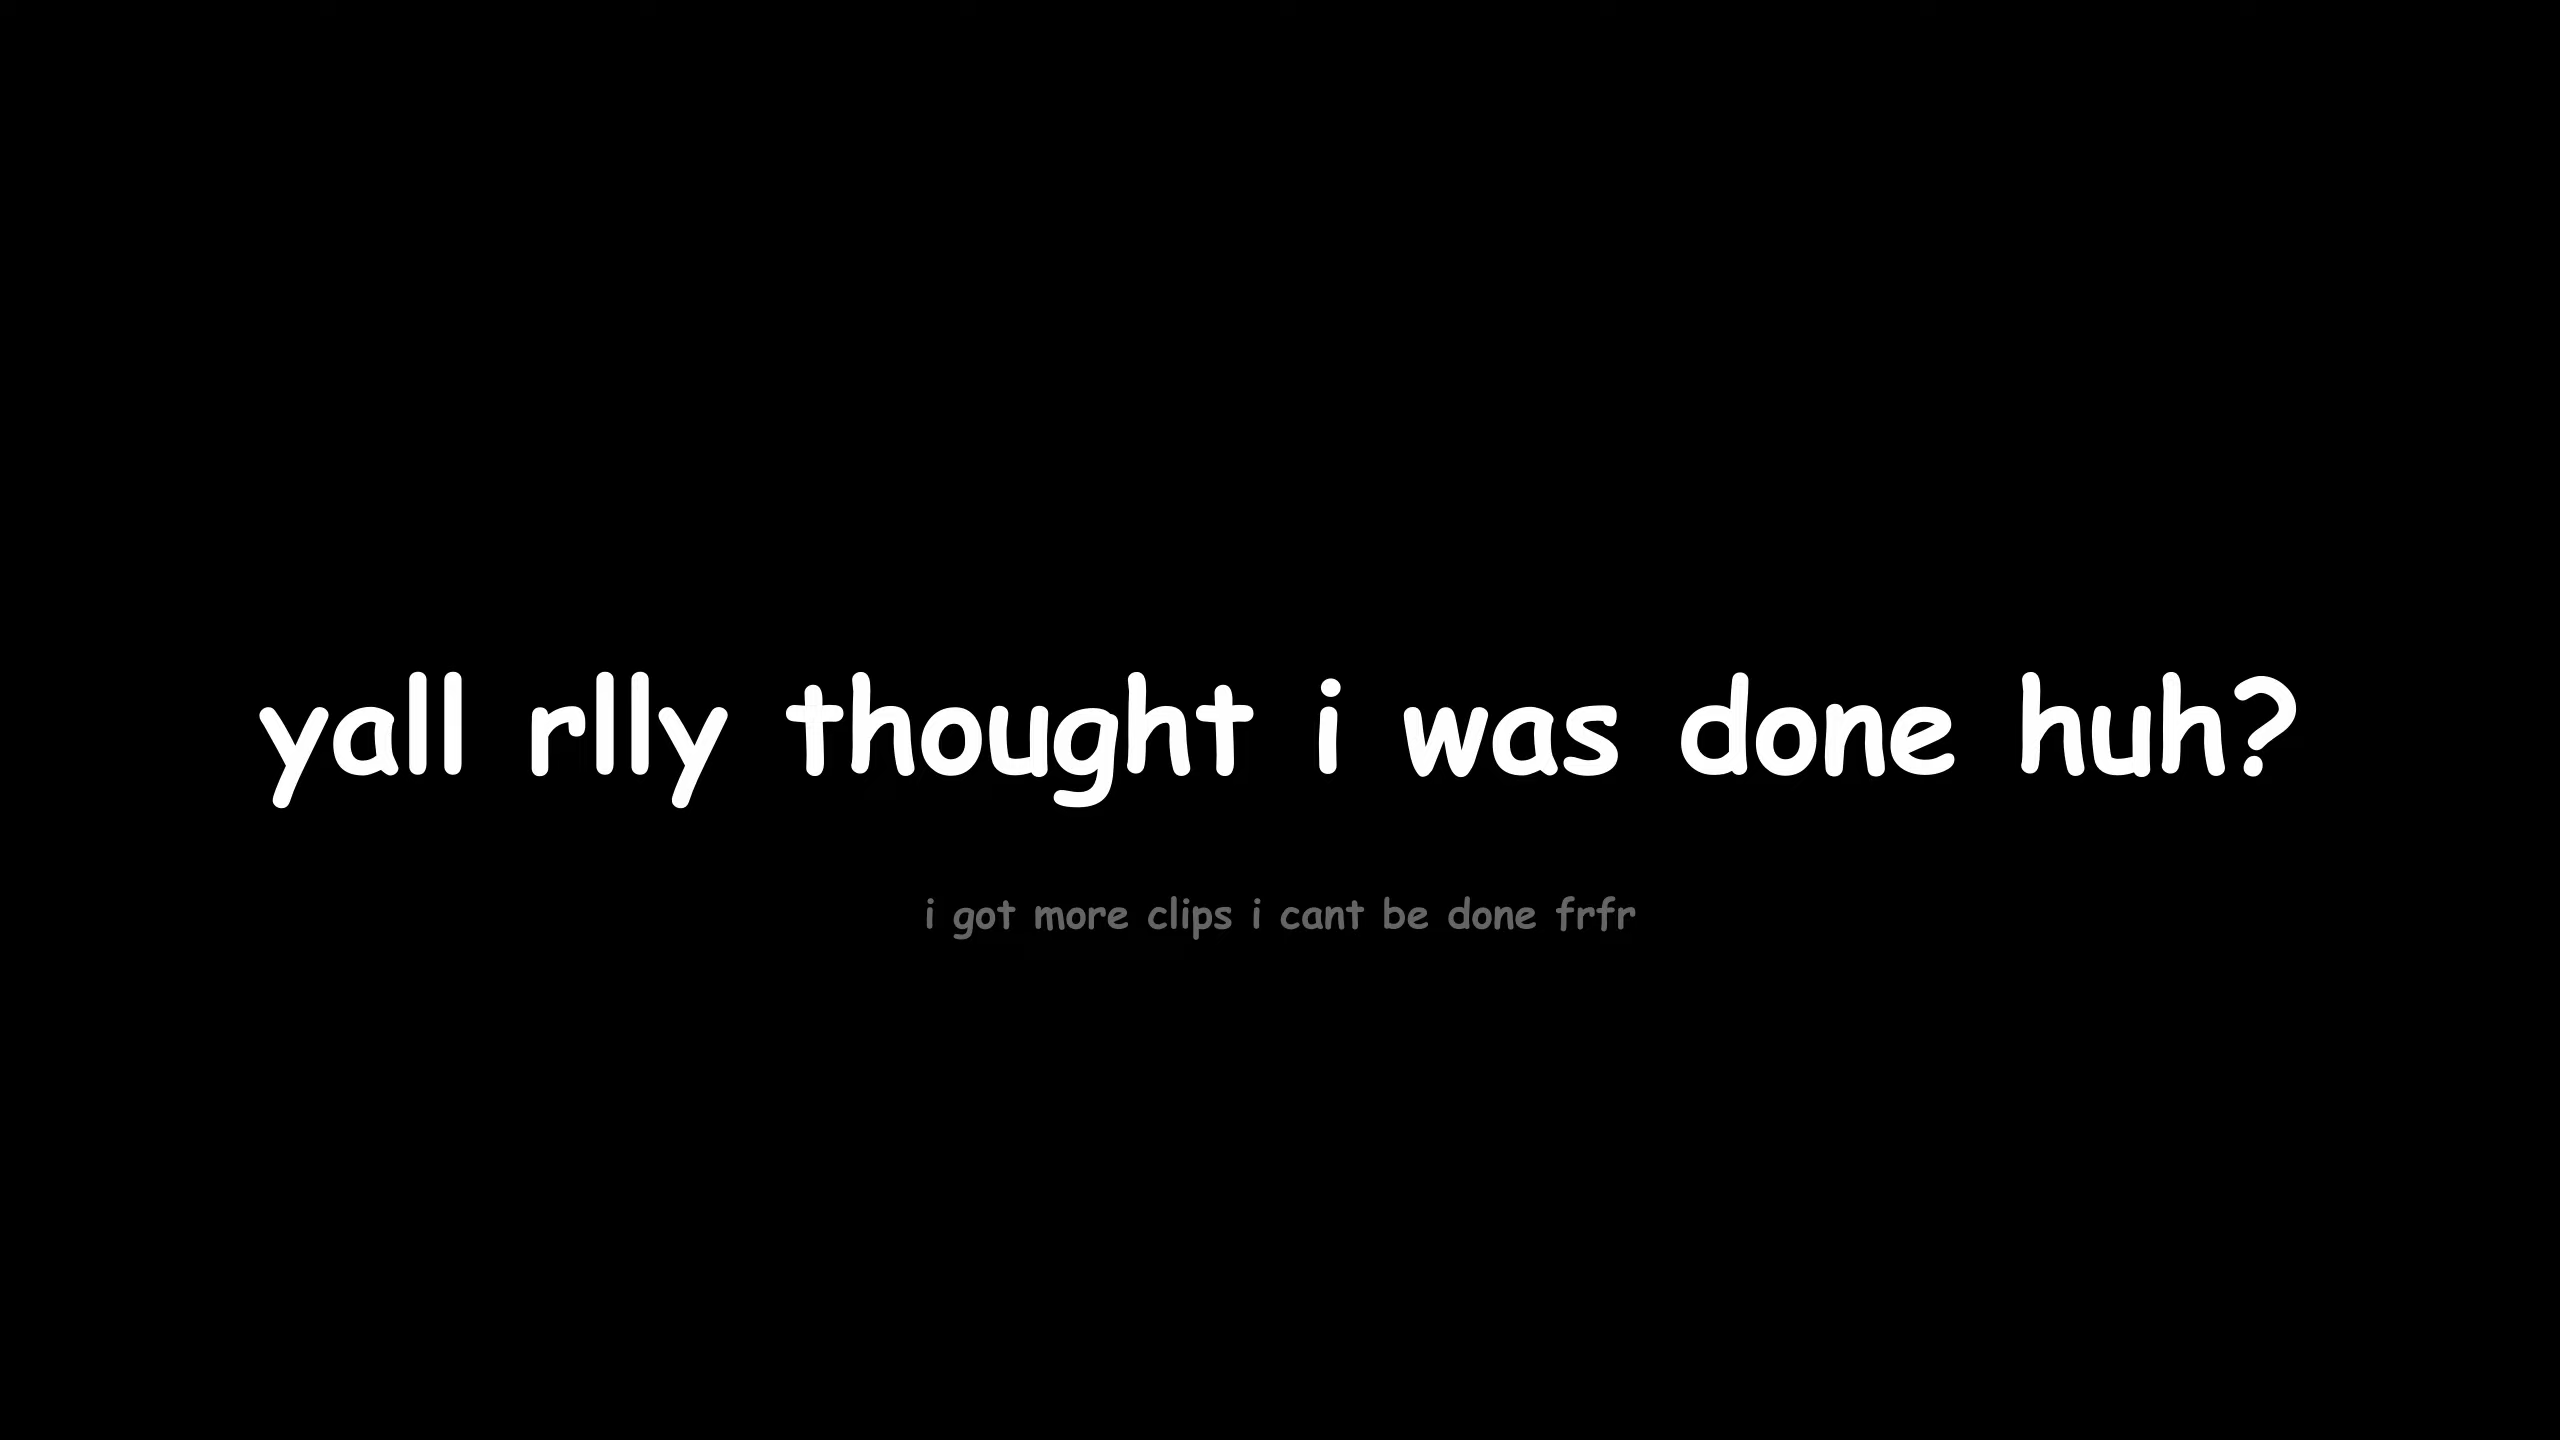 yall rlly thought i was done huh?
i got more clips i cant be done frfr